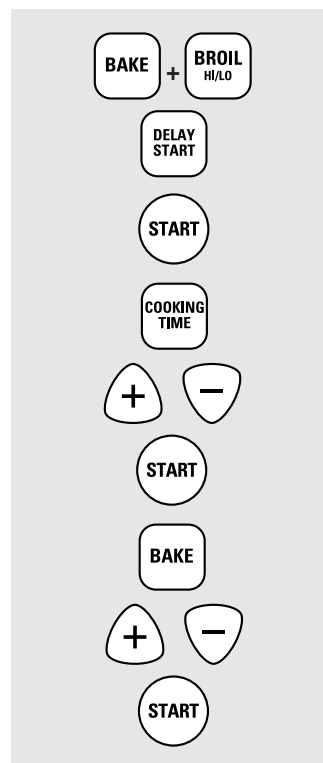 BAKE + BROIL
HI/LO
DELAY
START
START
COOKING
TIME
+ −
START
BAKE
+ −
START